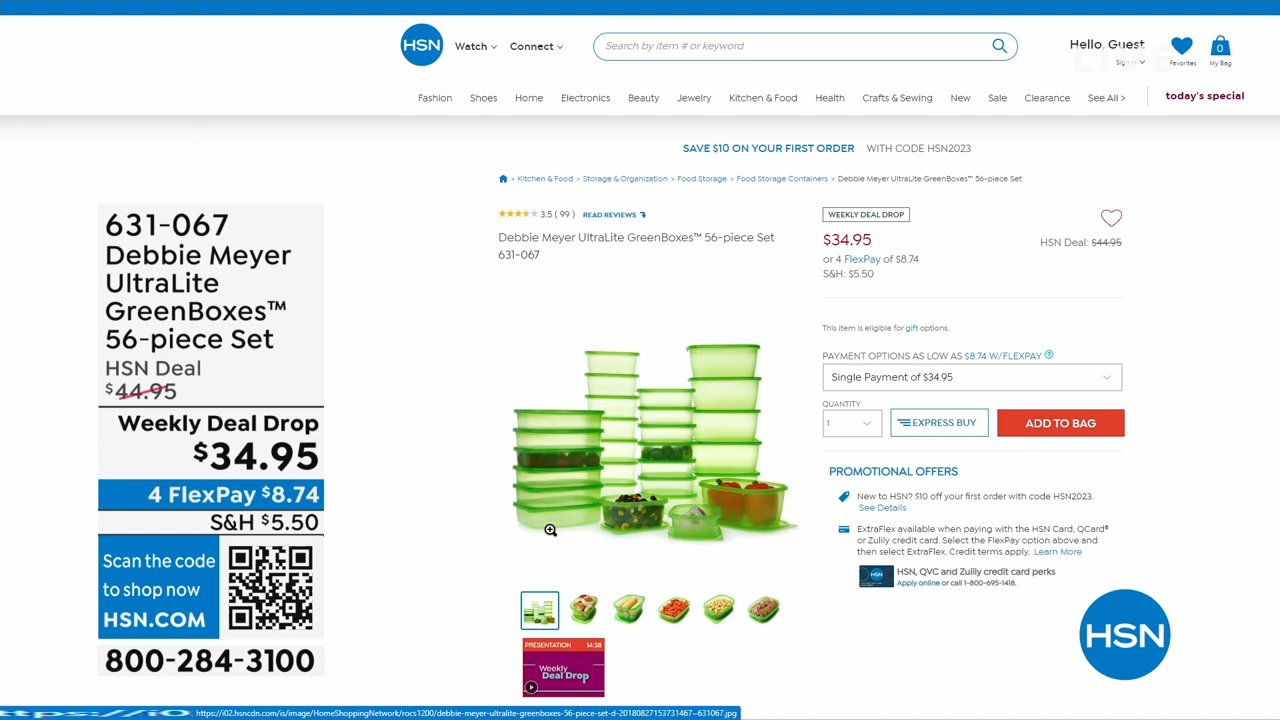 HSN
Watch
Connect
Search by item # or keyword
Hello, Guest
Sign In
Favorites
0
My Bag
Fashion
Shoes
Home
Electronics
Beauty
Jewelry
Kitchen & Food
Health
Crafts & Sewing
New
Sale
Clearance
See All >
today's special
SAVE $10 ON YOUR FIRST ORDER WITH CODE HSN2023
> Kitchen & Food > Storage & Organization > Food Storage > Food Storage Containers > Debbie Meyer UltraLite GreenBoxes™ 56-piece Set
631-067
Debbie Meyer
UltraLite
GreenBoxes™
56-piece Set
HSN Deal
$44.95
Weekly Deal Drop
$34.95
4 FlexPay $8.74
S&H $5.50
Scan the code
to shop now
HSN.COM
800-284-3100
3.5 ( 99 ) READ REVIEWS
Debbie Meyer UltraLite GreenBoxes™ 56-piece Set
631-067
PRESENTATION 14:38
Weekly
Deal Drop
WEEKLY DEAL DROP
$34.95
HSN Deal: $44.95
or 4 FlexPay of $8.74
S&H: $5.50
This item is eligible for gift options.
PAYMENT OPTIONS AS LOW AS $8.74 W/FLEXPAY ?
Single Payment of $34.95
QUANTITY
1
EXPRESS BUY
ADD TO BAG
PROMOTIONAL OFFERS
New to HSN? $10 off your first order with code HSN2023.
See Details
ExtraFlex available when paying with the HSN Card, QCard®
or Zulily credit card. Select the FlexPay option above and
then select ExtraFlex. Credit terms apply. Learn More
HSN
HSN, QVC and Zulily credit card perks
Apply online or call 1-800-695-1418.
HSN
https://i02.hsncdn.com/is/image/HomeShoppingNetwork/rocs1200/debbie-meyer-ultralite-greenboxes-56-piece-set-d-20180827153731467~631067.jpg